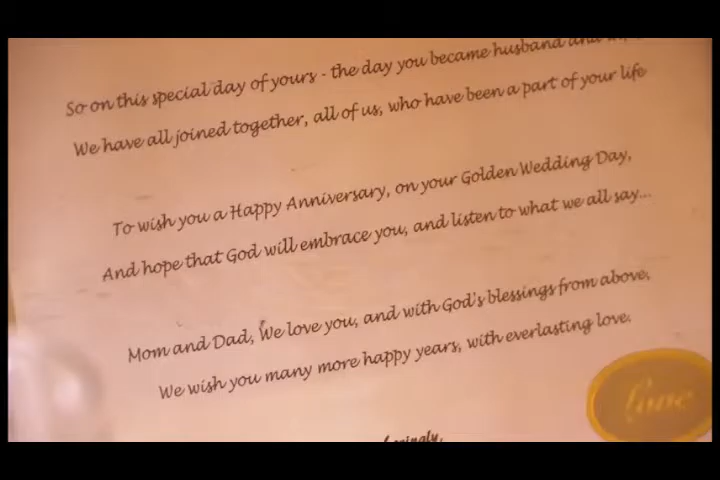 So on this special day of yours - the day you became husband and
We have all joined together, all of us, who have been a part of your life
To wish you a Happy Anniversary, on your Golden Wedding Day,
And hope that God will embrace you, and listen to what we all say...
Mom and Dad, We love you, and with God's blessings from above,
We wish you many more happy years, with everlasting love.